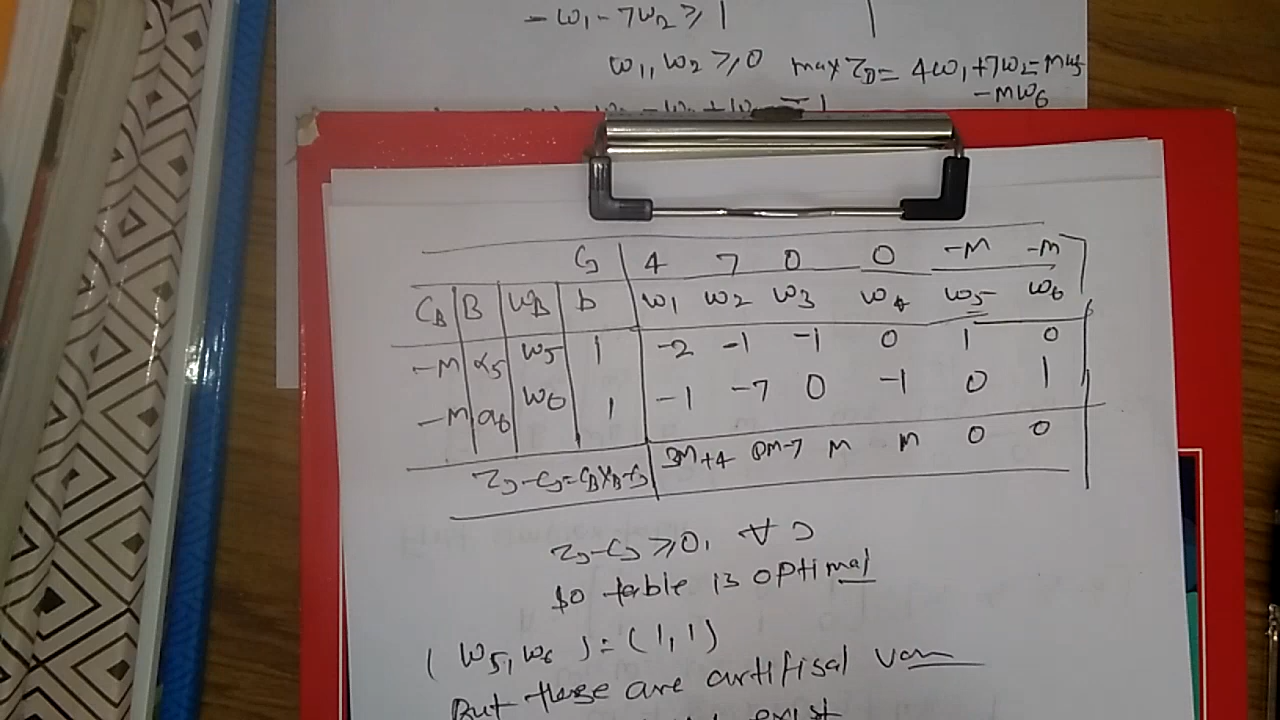 - w1 - 7w2 ≥ 1
w1, w2 ≥ 0 max ZD = 4w1 + 7w2 - Mw5
- Mw6
Cj 4 7 0 0 -M -M
CB B WB b w1 w2 w3 w4 w5 w6
-M α5 w5 1 -2 -1 -1 0 1 0
-M α6 w6 1 -1 -7 0 -1 0 1
Zj - Cj = CBXB - Cj 3M+4 8M-7 M M 0 0
Zj - Cj ≥ 0, ∀ j
So table is optimal
(w5, w6) = (1, 1)
But these are artifisal var
exist